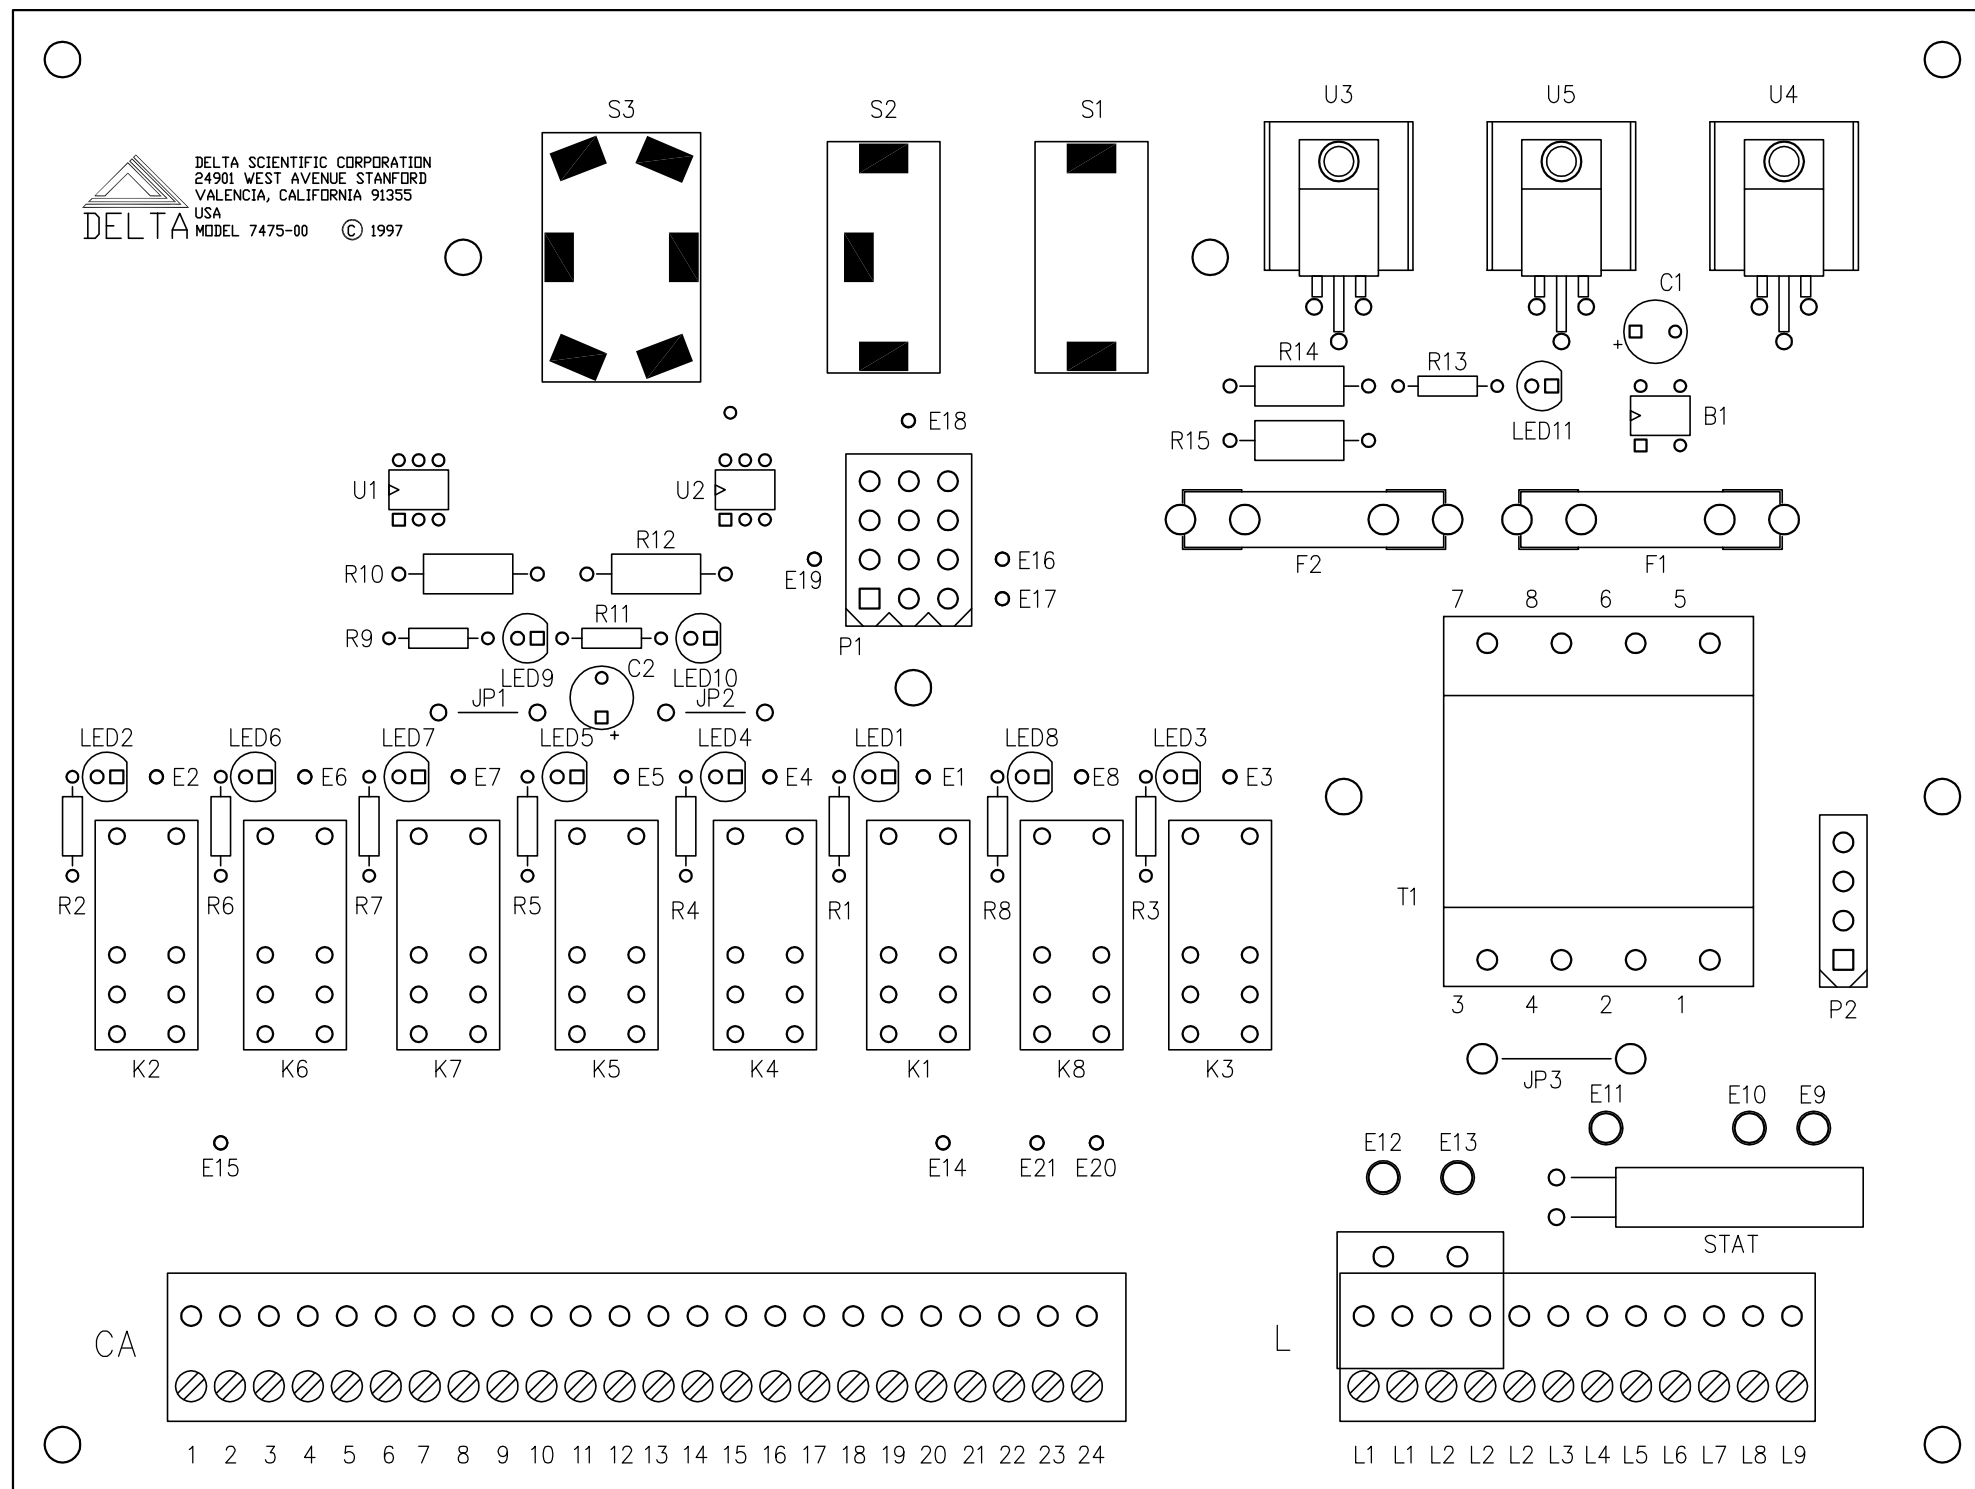 S3 S2 S1 U3 U5 U4
DELTA
DELTA SCIENTIFIC CORPORATION
24901 WEST AVENUE STANFORD
VALENCIA, CALIFORNIA 91355
USA
MODEL 7475-00 © 1997
C1
+
R14 R13
LED11 B1
R15
E18
U1 U2
F2 F1
R12
R10 E19 E16
E17
R11
R9 P1
LED9 C2 LED10
JP1 JP2
+
7 8 6 5
LED2 LED6 LED7 LED5 LED4 LED1 LED8 LED3
E2 E6 E7 E5 E4 E1 E8 E3
R2 R6 R7 R5 R4 R1 R8 R3
T1
3 4 2 1
P2
K2 K6 K7 K5 K4 K1 K8 K3
JP3
E11 E10 E9
E12 E13
E15 E14 E21 E20
STAT
CA L
1 2 3 4 5 6 7 8 9 10 11 12 13 14 15 16 17 18 19 20 21 22 23 24
L1 L1 L2 L2 L2 L3 L4 L5 L6 L7 L8 L9